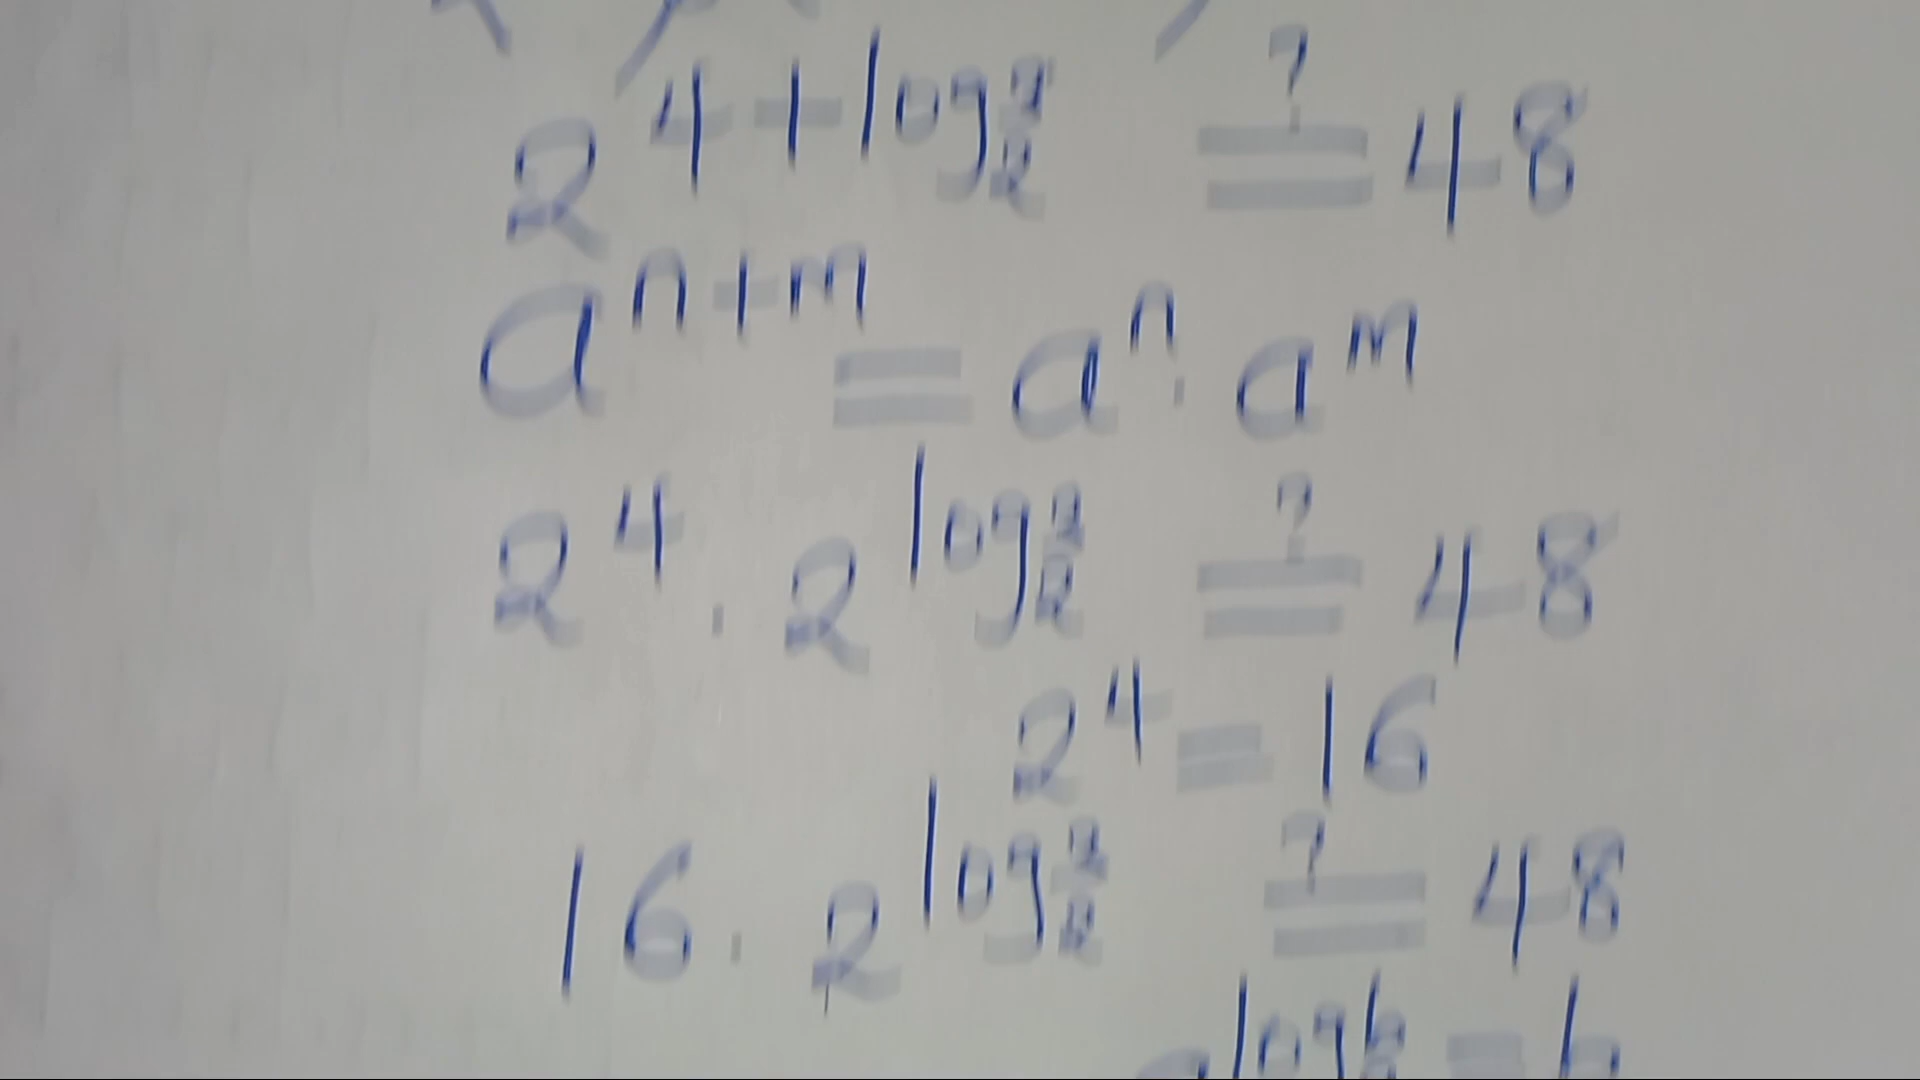 2^{4+log_2^3} ≟ 48
a^{n+m} = a^n · a^m
2^4 · 2^{log_2^3} ≟ 48
2^4 = 16
16 · 2^{log_2^3} ≟ 48
a^{log_a^b} = b